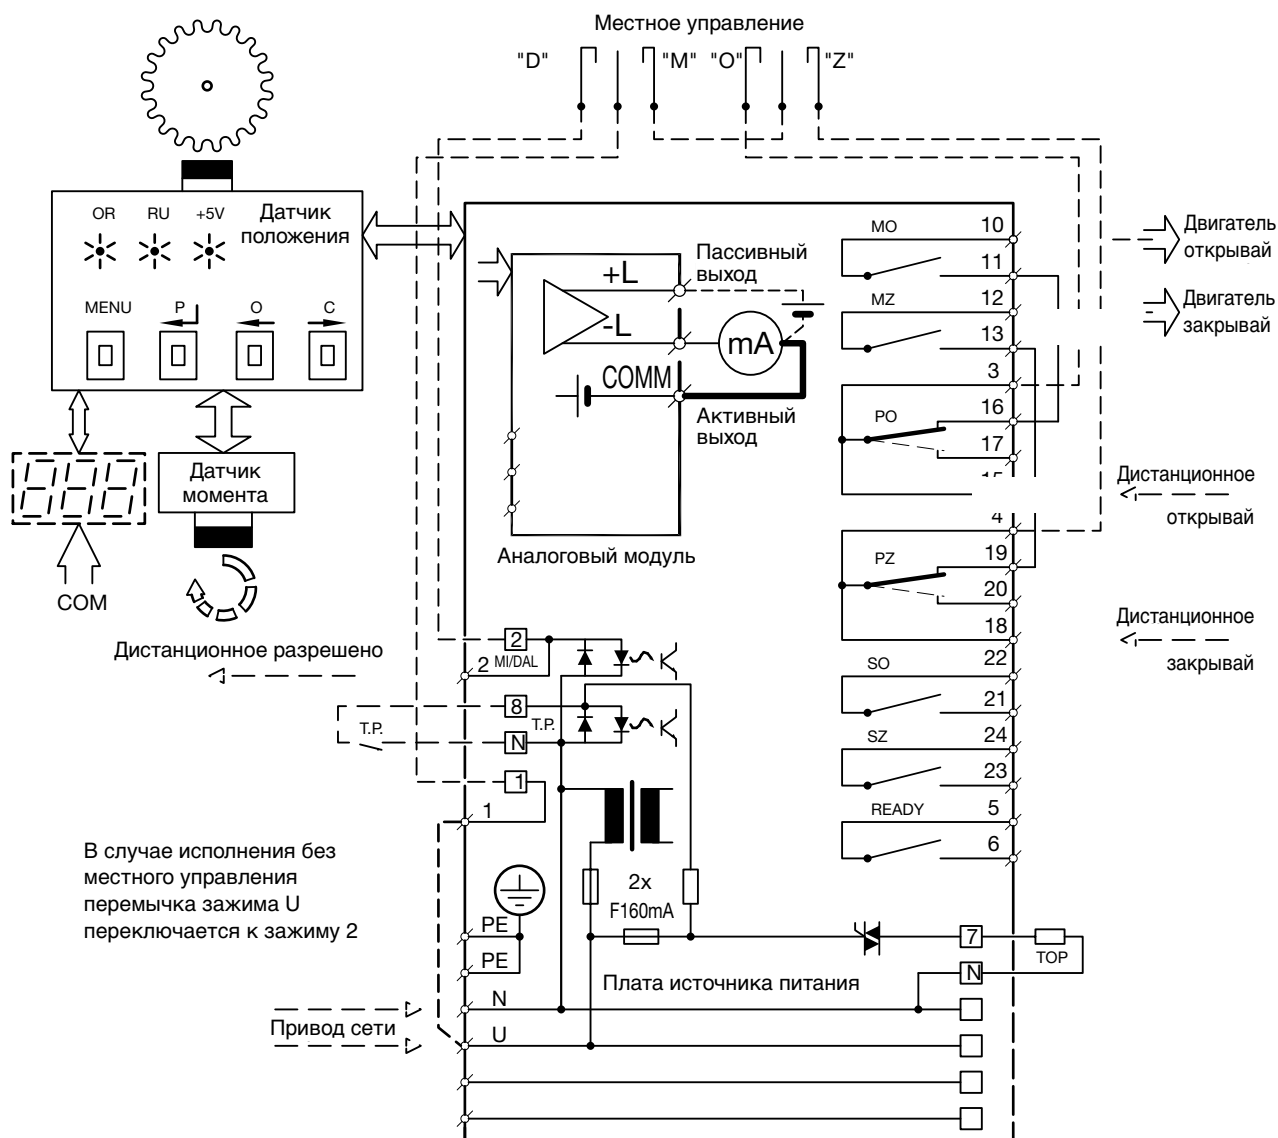 Местное управление
"D"
"M"
"O"
"Z"
OR
RU
+5V
Датчик
положения
MENU
P
O
C
Датчик
момента
COM
Дистанционное разрешено
+L
-L
COMM
mA
Пассивный
выход
Активный
выход
Аналоговый модуль
MO
10
11
MZ
12
13
3
PO
16
17
15
4
PZ
19
20
18
SO
22
21
SZ
24
23
READY
5
6
Двигатель
открывай
Двигатель
закрывай
Дистанционное
открывай
Дистанционное
закрывай
2
2 MI/DAL
8
T.P.
T.P.
N
1
1
В случае исполнения без
местного управления
перемычка зажима U
переключается к зажиму 2
2x
F160mA
PE
PE
7
TOP
N
Плата источника питания
N
Привод сети
U